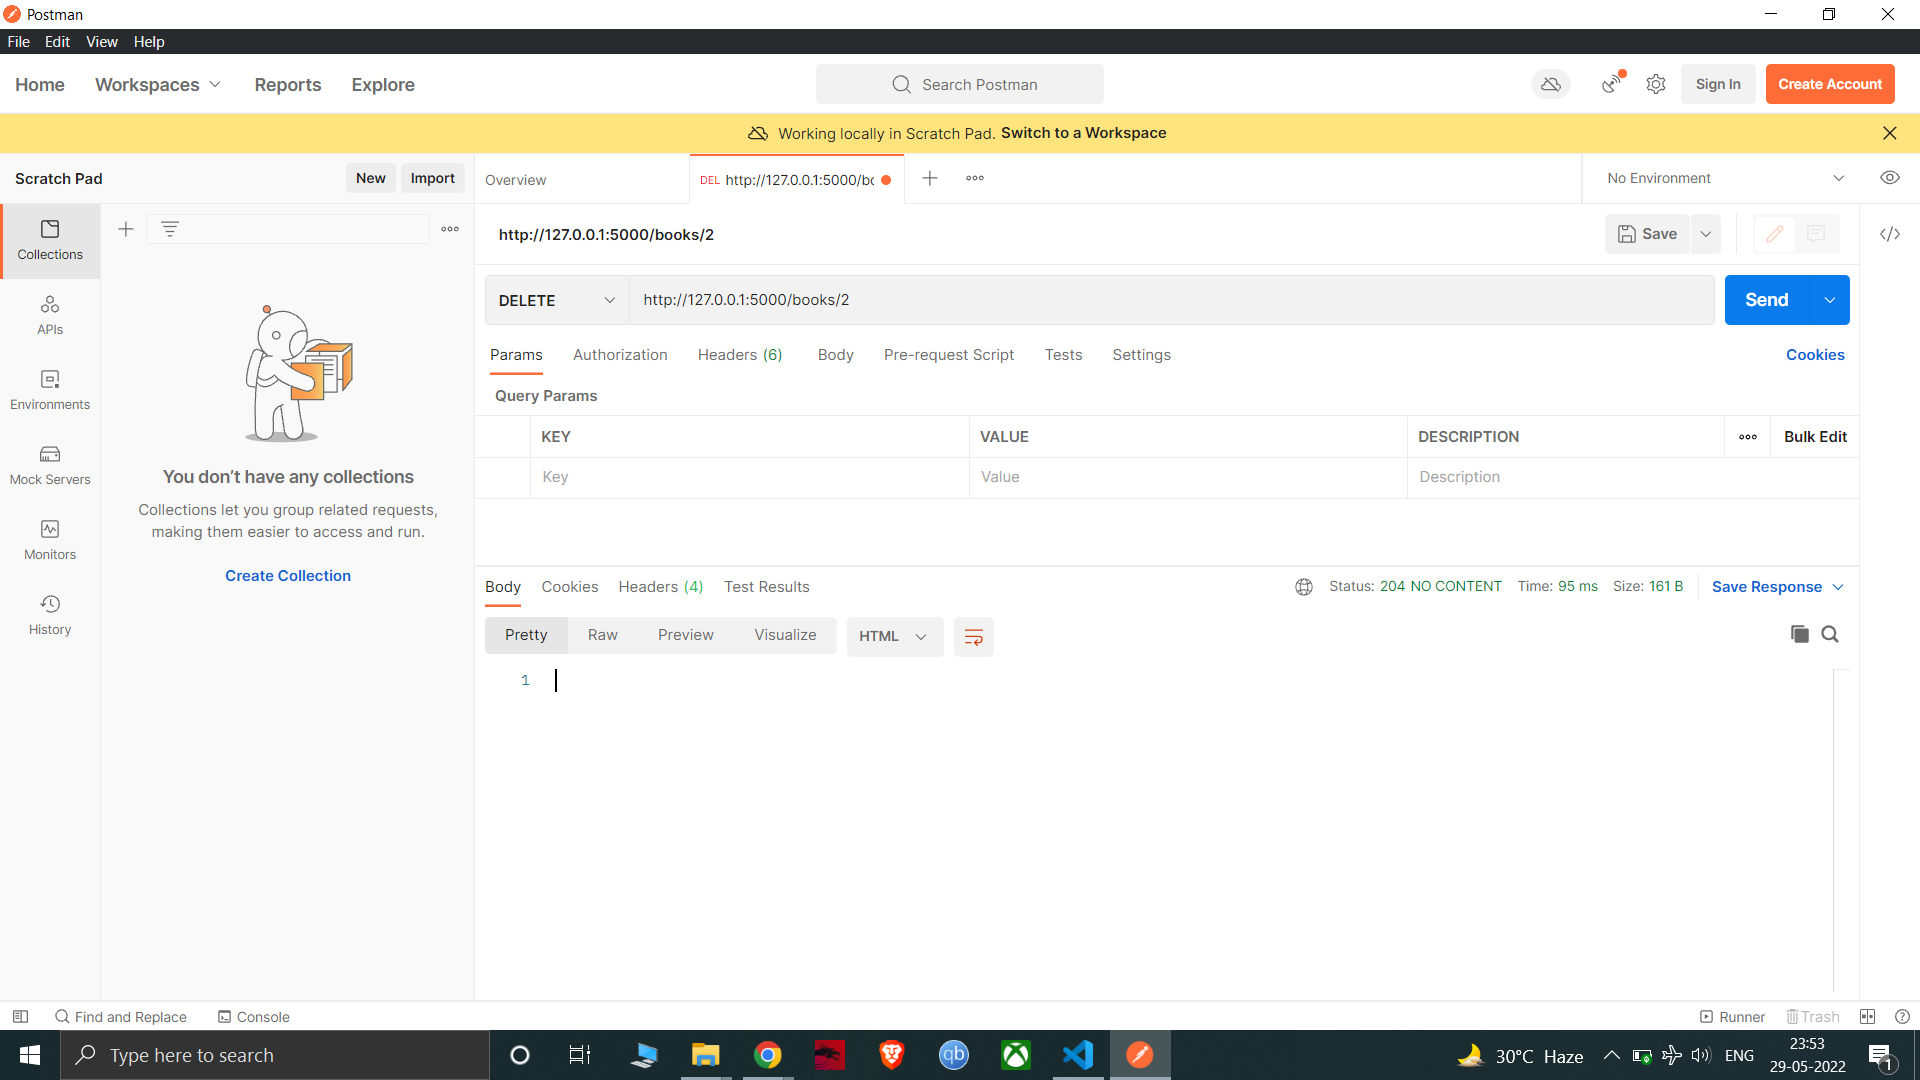 Postman
File Edit View Help
Home Workspaces Reports Explore
Search Postman
Sign In
Create Account
Working locally in Scratch Pad. Switch to a Workspace
Scratch Pad
New
Import
Overview
DEL http://127.0.0.1:5000/bo
No Environment
Collections
APIs
Environments
Mock Servers
Monitors
History
You don’t have any collections
Collections let you group related requests,
making them easier to access and run.
Create Collection
http://127.0.0.1:5000/books/2
Save
DELETE
http://127.0.0.1:5000/books/2
Send
Params Authorization Headers (6) Body Pre-request Script Tests Settings
Cookies
Query Params
KEY VALUE DESCRIPTION
Bulk Edit
Key Value Description
Body Cookies Headers (4) Test Results
Status: 204 NO CONTENT Time: 95 ms Size: 161 B
Save Response
Pretty Raw Preview Visualize
HTML
1
Find and Replace
Console
Runner
Trash
Type here to search
qb
30°C Haze
ENG
23:53
29-05-2022
1